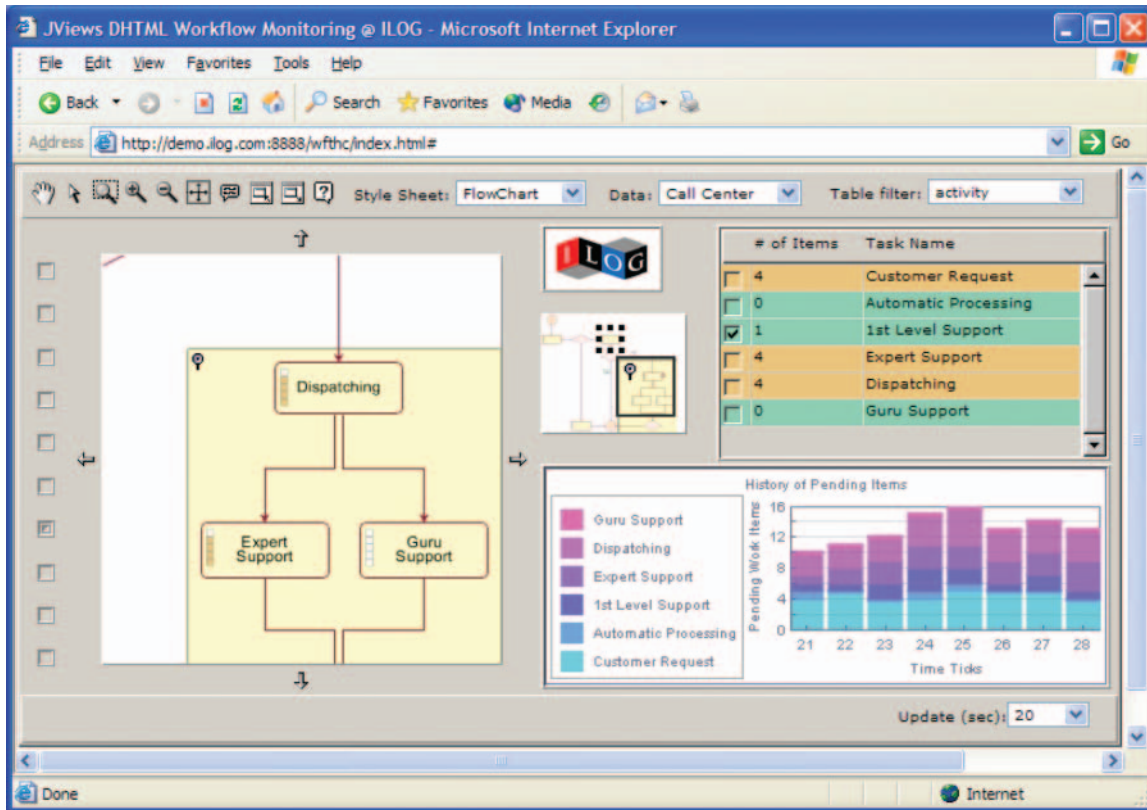 JViews DHTML Workflow Monitoring @ ILOG - Microsoft Internet Explorer
File Edit View Favorites Tools Help
Back Search Favorites Media
Address http://demo.ilog.com:8888/wfthc/index.html# Go
Style Sheet: FlowChart Data: Call Center Table filter: activity
ILOG
# of Items Task Name
4 Customer Request
0 Automatic Processing
1 1st Level Support
4 Expert Support
4 Dispatching
0 Guru Support
Dispatching
Expert
Support
Guru
Support
History of Pending Items
Guru Support
Dispatching
Expert Support
1st Level Support
Automatic Processing
Customer Request
Pending Work Items
16
12
8
4
0
21 22 23 24 25 26 27 28
Time Ticks
Update (sec): 20
Done Internet